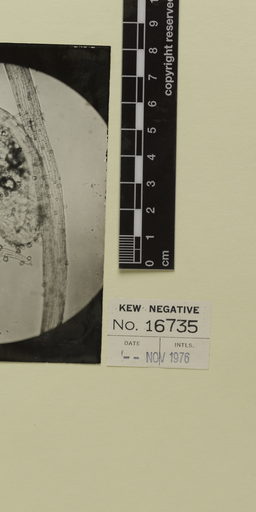 copyright reserved
9
8
7
6
5
4
3
2
1
0
cm
KEW NEGATIVE
No. 16735
DATE INTLS.
NOV 1976